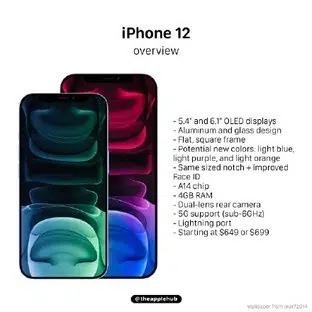 iPhone 12
overview
- 5.4" and 6.1" OLED displays
- Aluminum and glass design
- Flat, square frame
- Potential new colors: light blue,
light purple, and light orange
- Same sized notch + improved
Face ID
- A14 chip
- 4GB RAM
- Dual-lens rear camera
- 5G support (sub-6GHz)
- Lightning port
- Starting at $649 or $699
@theapplehub
wallpaper from